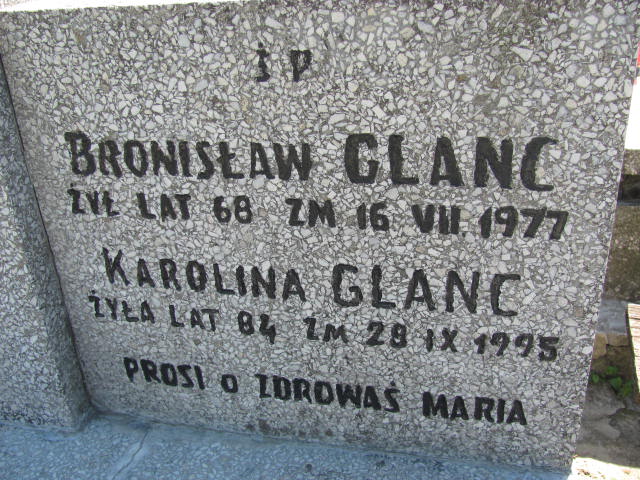 Ś P
BRONISŁAW GLANC
ŻYŁ LAT 68 ZM 16 VII. 1977
KAROLINA GLANC
ŻYŁA LAT 84 ZM 28 IX 1995
PROSI O ZDROWAŚ MARIA